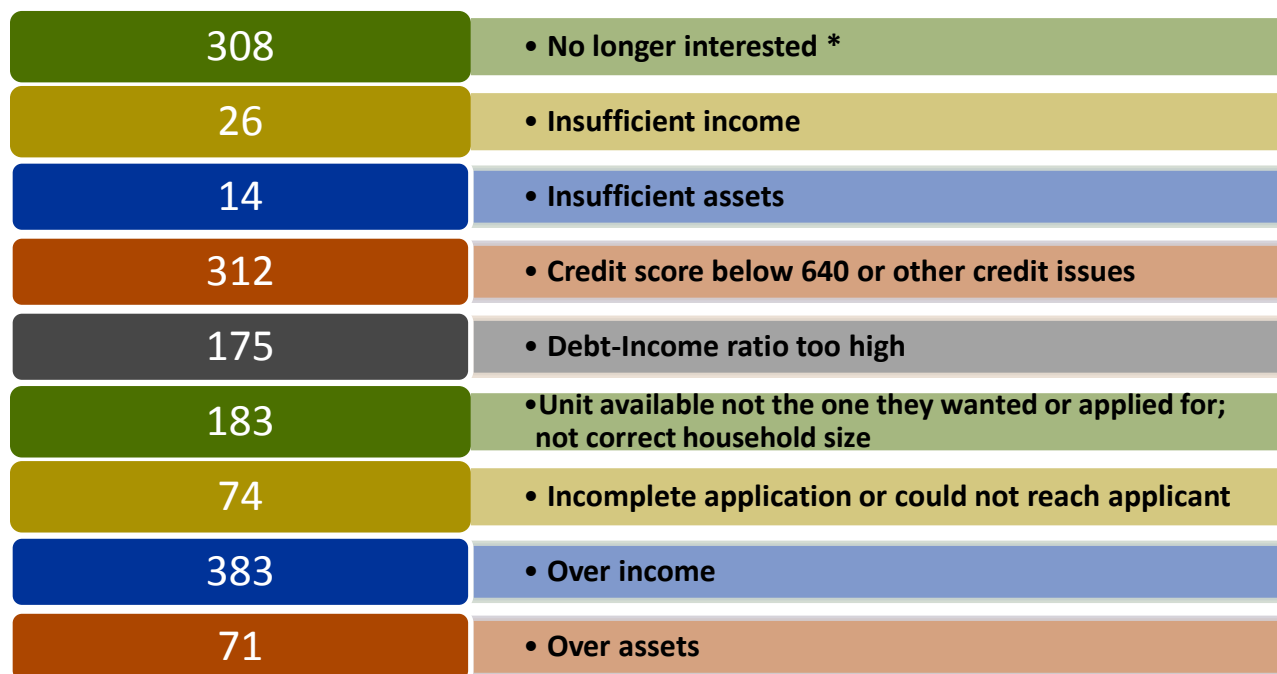 308
• No longer interested *
26
• Insufficient income
14
• Insufficient assets
312
• Credit score below 640 or other credit issues
175
• Debt-Income ratio too high
183
•Unit available not the one they wanted or applied for;
not correct household size
74
• Incomplete application or could not reach applicant
383
• Over income
71
• Over assets